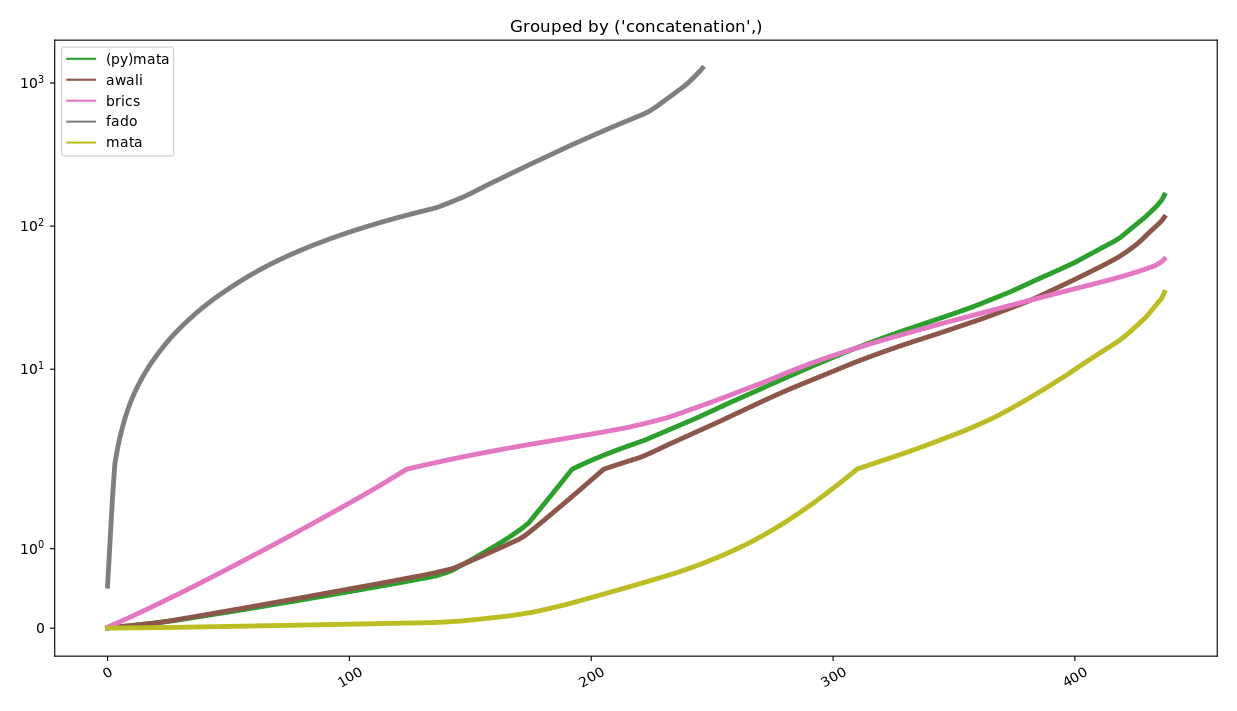 Grouped by ('concatenation',)
(py)mata
awali
brics
fado
mata
10³
10²
10¹
10⁰
0
0
100
200
300
400